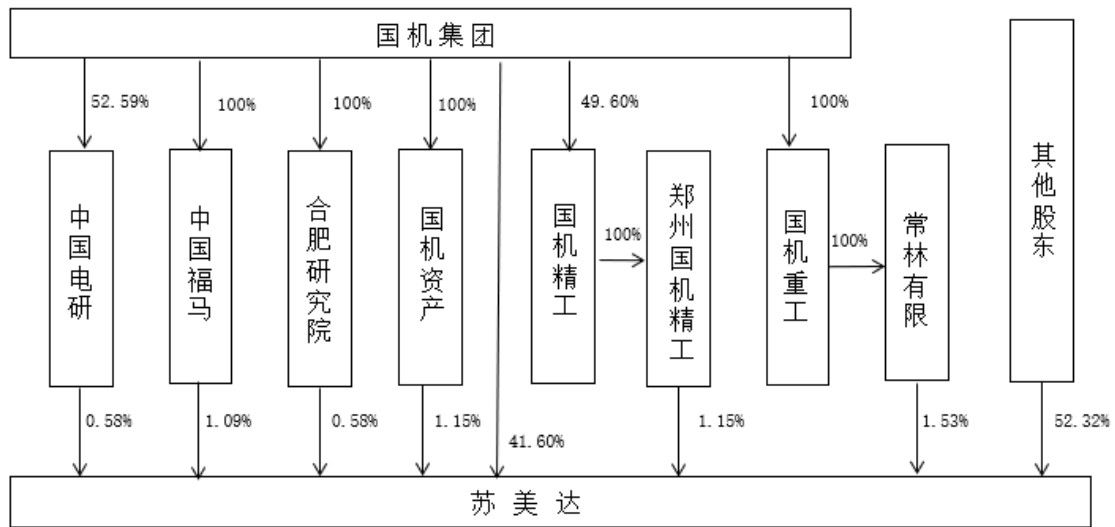 国机集团
52.59%
100%
100%
100%
49.60%
100%
中国电研
中国福马
合肥研究院
国机资产
国机精工
100%
郑州国机精工
国机重工
100%
常林有限
其他股东
0.58%
1.09%
0.58%
1.15%
41.60%
1.15%
1.53%
52.32%
苏美达